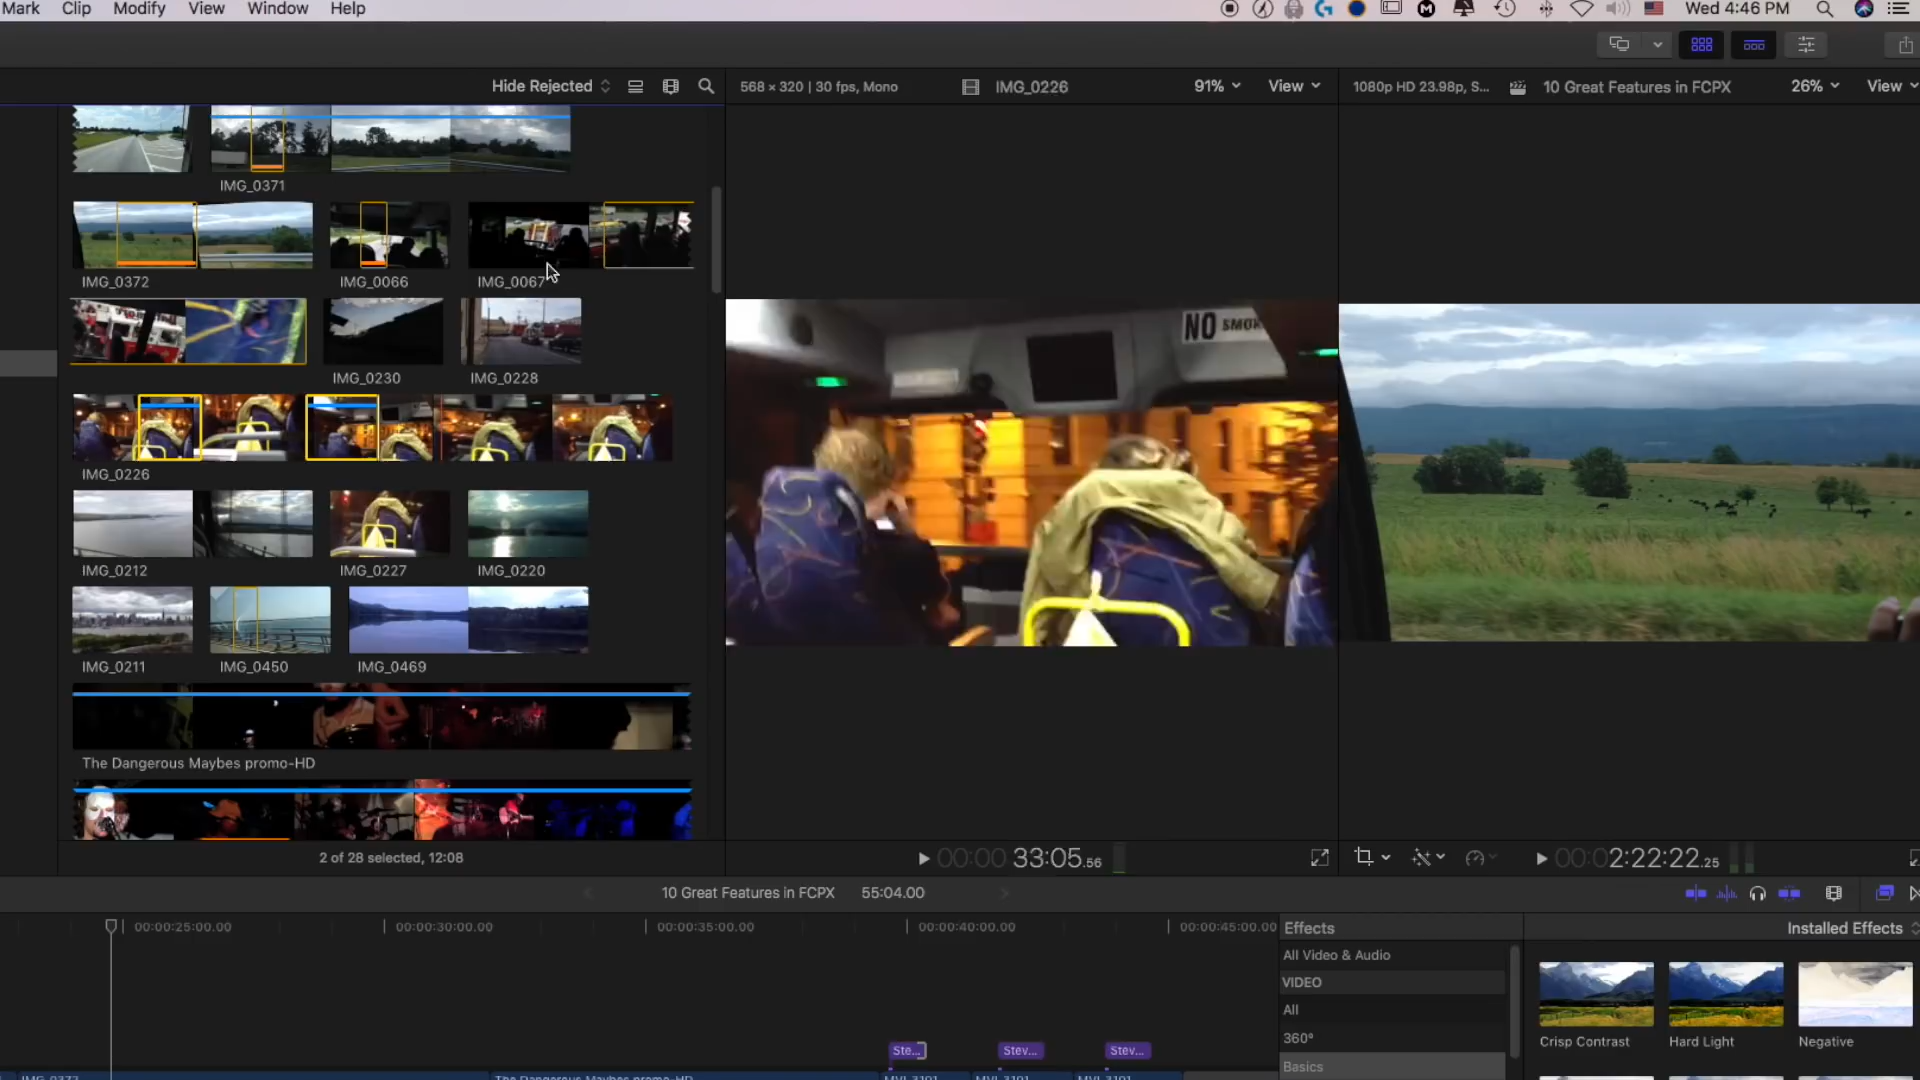 Mark Clip Modify View Window Help Wed 4:46 PM
Hide Rejected 568 × 320 | 30 fps, Mono IMG_0226 91% View 1080p HD 23.98p, S... 10 Great Features in FCPX 26% View
IMG_0371
IMG_0372 IMG_0066 IMG_0067
IMG_0230 IMG_0228
NO SMOK
IMG_0226
IMG_0212 IMG_0227 IMG_0220
IMG_0211 IMG_0450 IMG_0469
The Dangerous Maybes promo-HD
2 of 28 selected, 12:08 00:00 33:05.56 00:02:22:22.25
10 Great Features in FCPX 55:04.00
00:00:25:00.00 00:00:30:00.00 00:00:35:00.00 00:00:40:00.00 00:00:45:00.00 Effects Installed Effects
All Video & Audio
VIDEO
All
360°
Basics
Crisp Contrast Hard Light Negative
Ste... Stev... Stev...